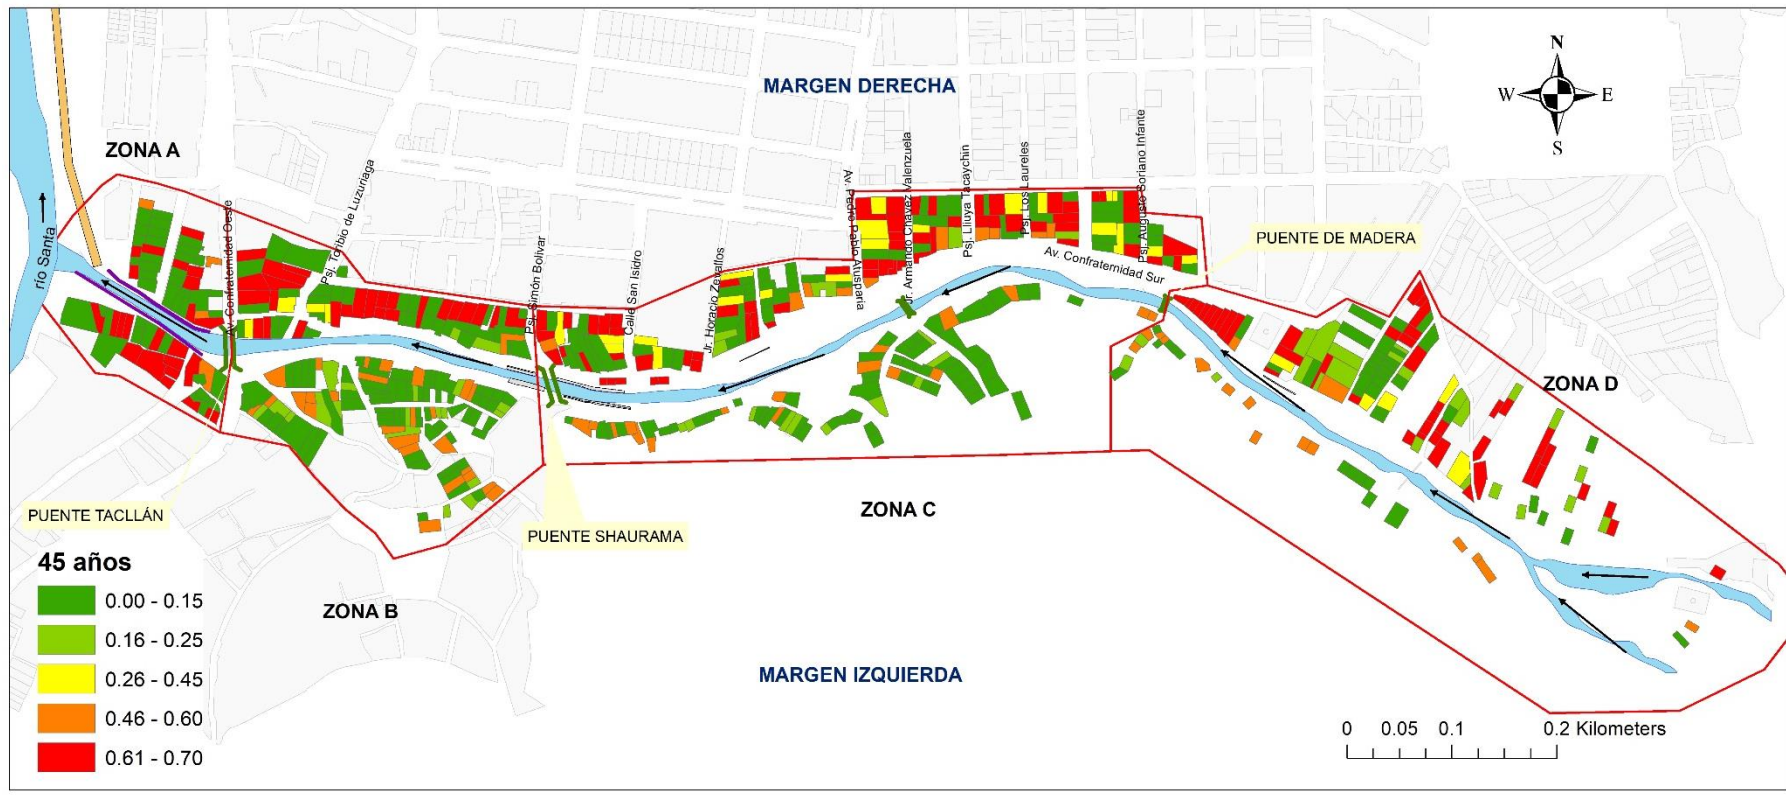 MARGEN DERECHA
N
W
E
S
ZONA A
río Santa
Av. Confraternidad Oeste
Psj. Toribio de Luzuriaga
Psj. Simón Bolivar
Calle San Isidro
Jr. Horacio Zevallos
Av. Pedro Pablo Atusparia
Jr. Armando Chávez Valenzuela
Psj. Lliuya Tacaychin
Psj. Los Laureles
Psj. Augusto Soriano Infante
Av. Confraternidad Sur
PUENTE DE MADERA
ZONA D
PUENTE TACLLÁN
PUENTE SHAURAMA
ZONA C
ZONA B
MARGEN IZQUIERDA
45 años
0.00 - 0.15
0.16 - 0.25
0.26 - 0.45
0.46 - 0.60
0.61 - 0.70
0 0.05 0.1 0.2 Kilometers